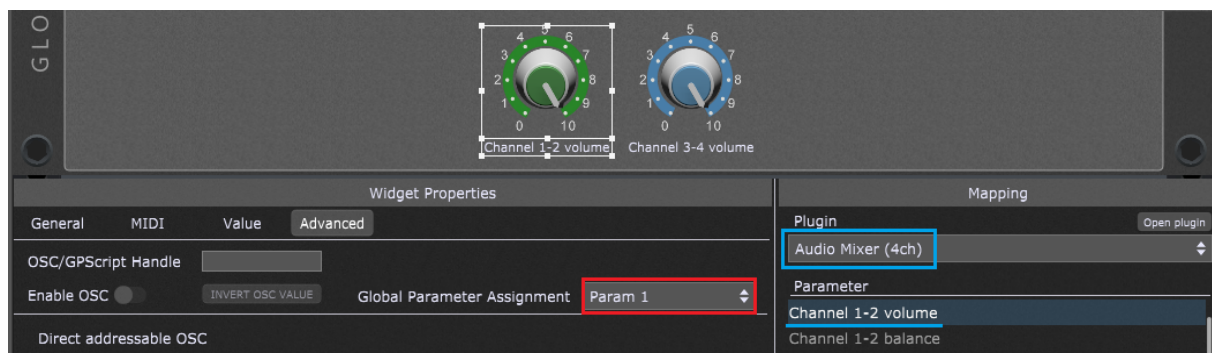 GLO
4 5 6
3 7
2 8
1 9
0 10
Channel 1-2 volume
4 5 6
3 7
2 8
1 9
0 10
Channel 3-4 volume
Widget Properties
General MIDI Value Advanced
OSC/GPScript Handle
Enable OSC INVERT OSC VALUE Global Parameter Assignment Param 1
Direct addressable OSC
Mapping
Plugin Open plugin
Audio Mixer (4ch)
Parameter
Channel 1-2 volume
Channel 1-2 balance